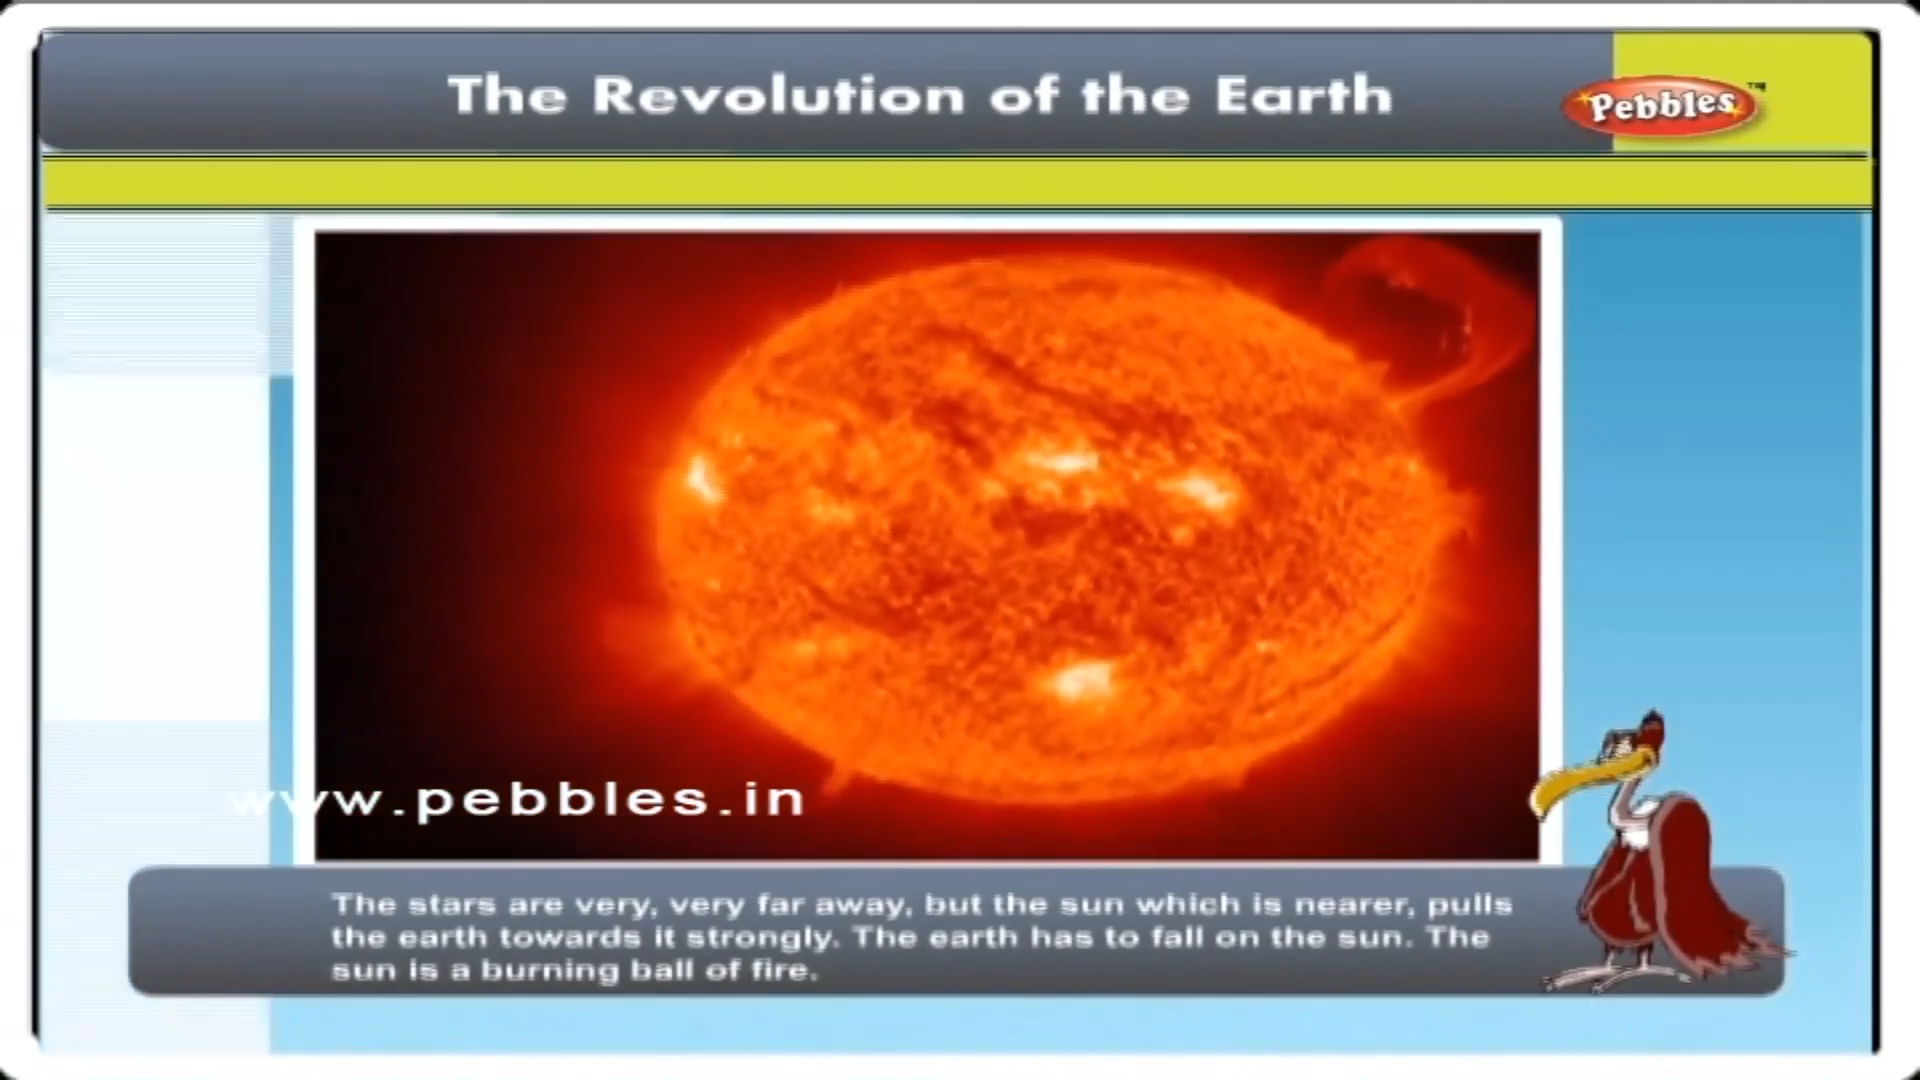 The Revolution of the Earth
Pebbles™
www.pebbles.in
The stars are very, very far away, but the sun which is nearer, pulls
the earth towards it strongly. The earth has to fall on the sun. The
sun is a burning ball of fire.